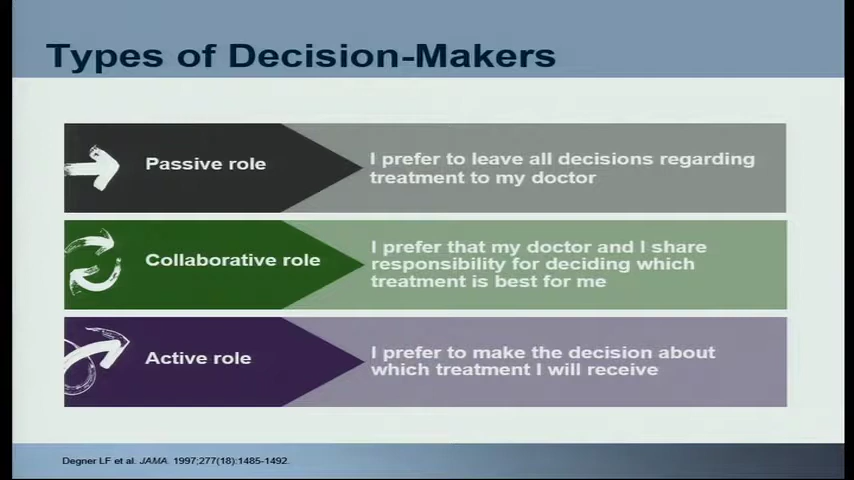 Types of Decision-Makers
Passive role
I prefer to leave all decisions regarding
treatment to my doctor
Collaborative role
I prefer that my doctor and I share
responsibility for deciding which
treatment is best for me
Active role
I prefer to make the decision about
which treatment I will receive
Degner LF et al. JAMA. 1997;277(18):1485-1492.